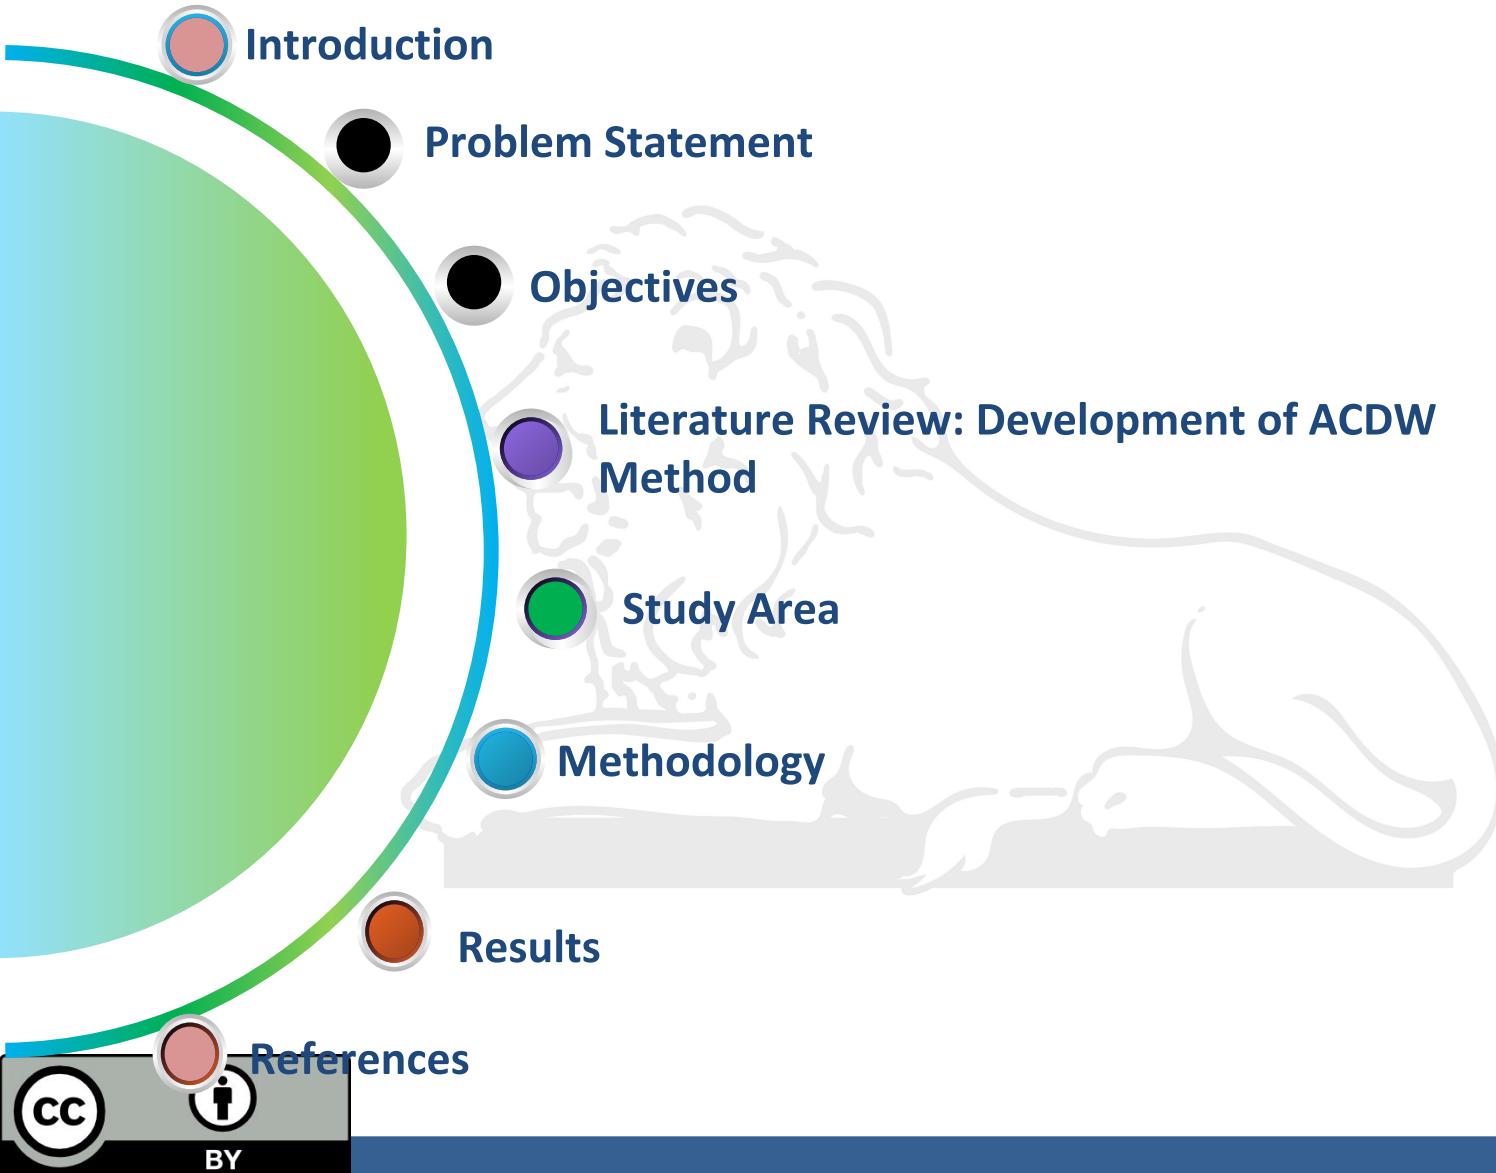 Introduction
Problem Statement
Objectives
Literature Review: Development of ACDW
Method
Study Area
Methodology
Results
References
cc
BY